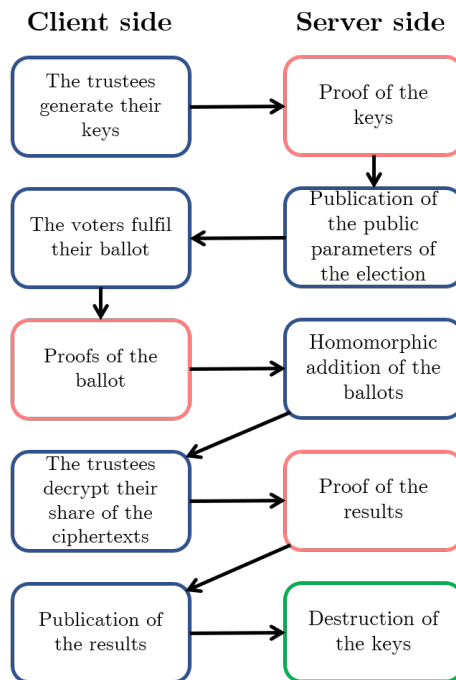 Client side
Server side
The trustees
generate their
keys
Proof of the
keys
The voters fulfil
their ballot
Publication of
the public
parameters of
the election
Proofs of the
ballot
Homomorphic
addition of the
ballots
The trustees
decrypt their
share of the
ciphertexts
Proof of the
results
Publication of
the results
Destruction of
the keys